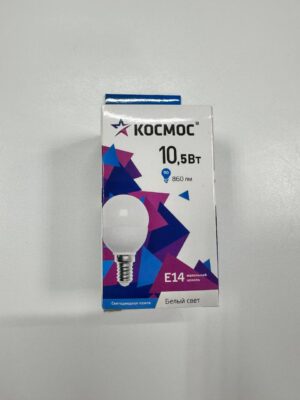 КОСМОС®
10,5Вт
860 лм
E14
Светодиодная лампа
Белый свет